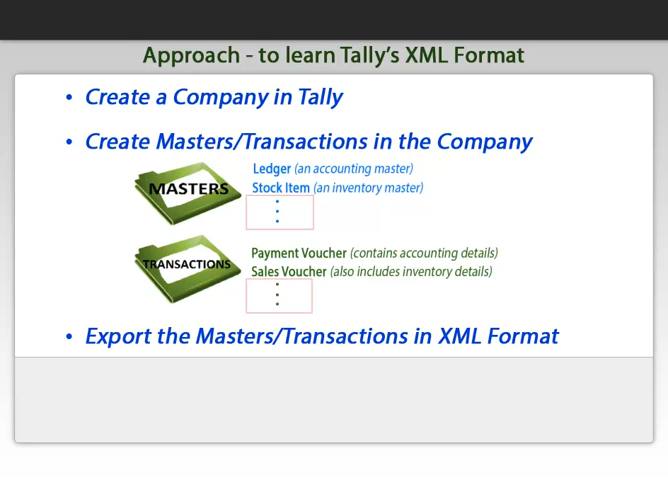 Approach - to learn Tally's XML Format
• Create a Company in Tally
• Create Masters/Transactions in the Company
MASTERS
Ledger (an accounting master)
Stock Item (an inventory master)
TRANSACTIONS
Payment Voucher (contains accounting details)
Sales Voucher (also includes inventory details)
• Export the Masters/Transactions in XML Format